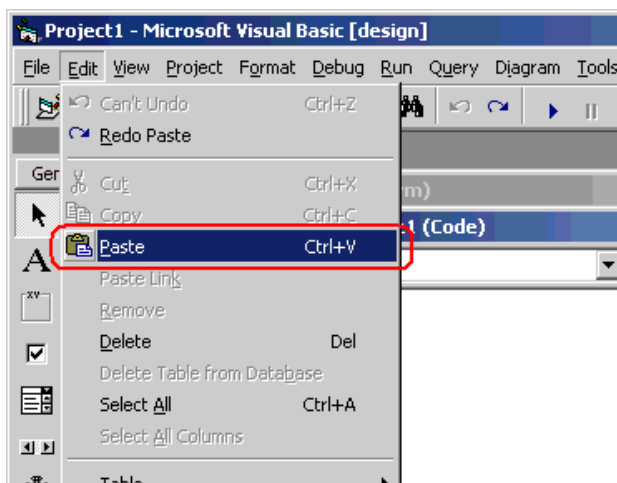 Project1 - Microsoft Visual Basic [design]
File Edit View Project Format Debug Run Query Diagram Tools
Can't Undo Ctrl+Z
Redo Paste
Cut Ctrl+X
Copy Ctrl+C
Paste Ctrl+V
(Code)
A
Paste Link
XY
Remove
Delete Del
Delete Table from Database
Select All Ctrl+A
Select All Columns
Table